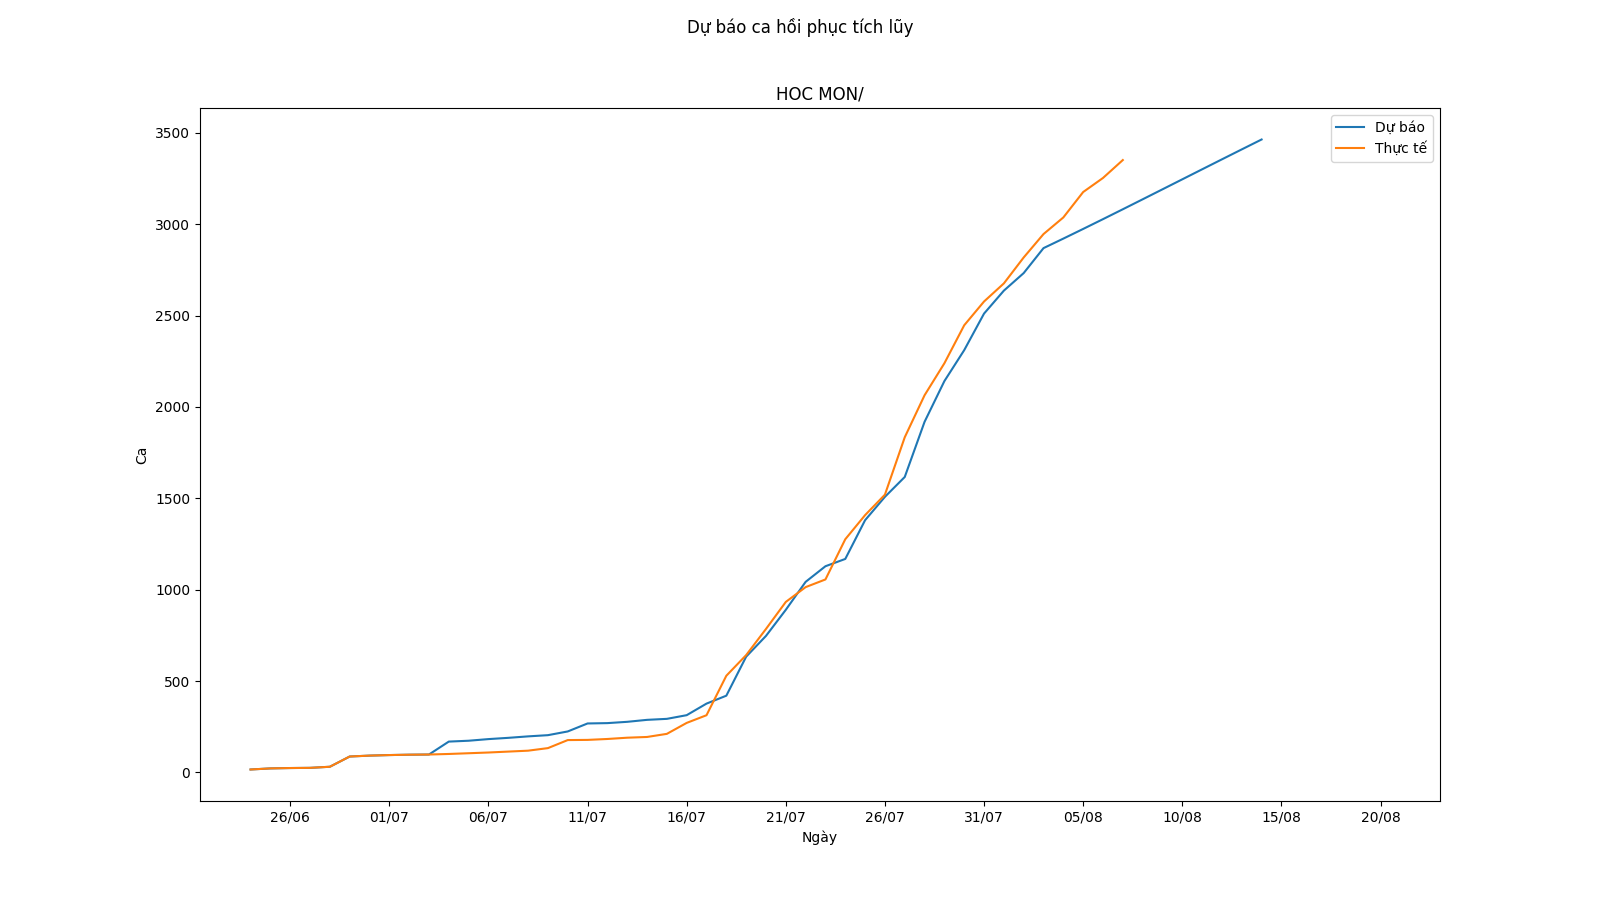 Dự báo ca hồi phục tích lũy
HOC MON/
Dự báo
Thực tế
3500
3000
2500
2000
1500
1000
500
0
Ca
26/06 01/07 06/07 11/07 16/07 21/07 26/07 31/07 05/08 10/08 15/08 20/08
Ngày